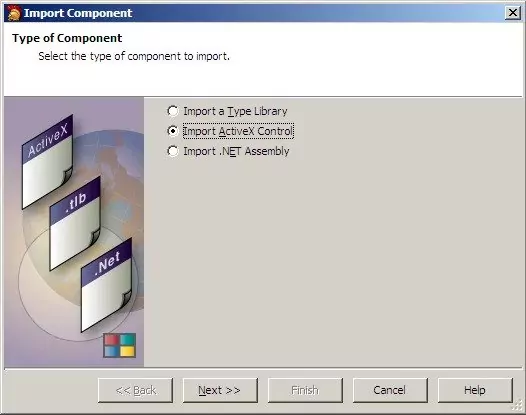 Import Component
Type of Component
Select the type of component to import.
ActiveX
.tlb
.Net
Import a Type Library
Import ActiveX Control
Import .NET Assembly
<< Back
Next >>
Finish
Cancel
Help